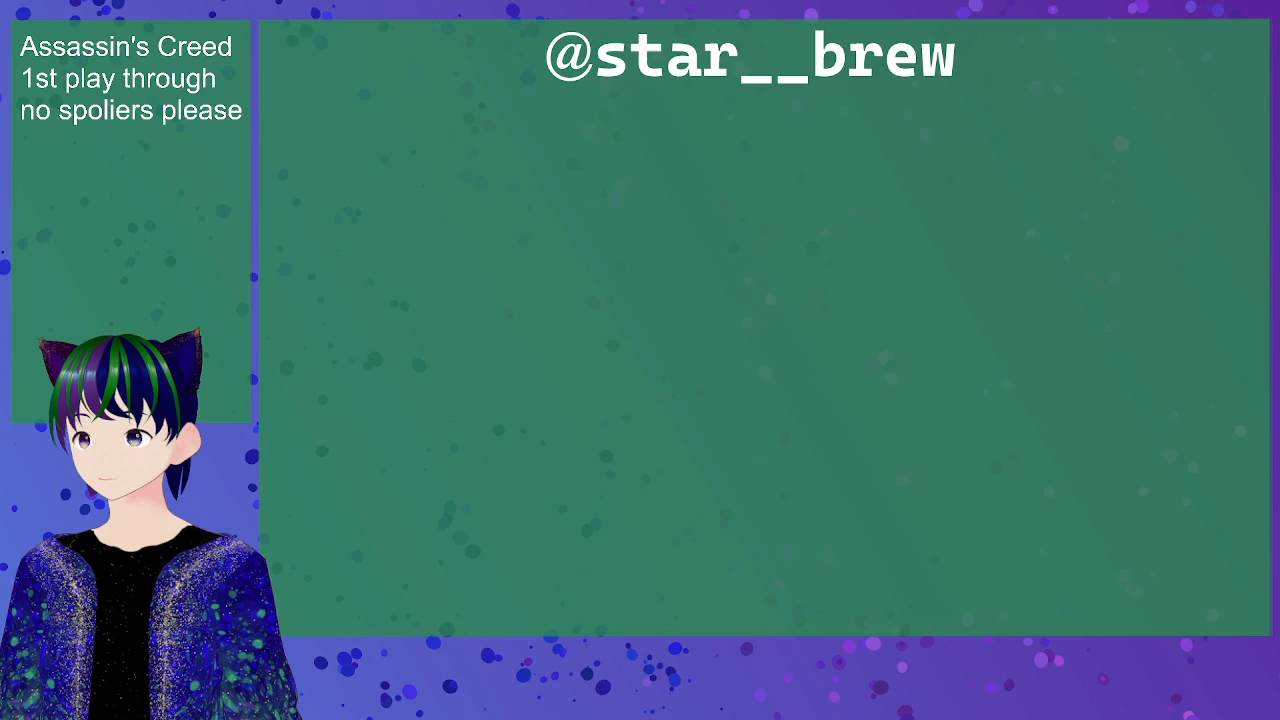 Assassin's Creed
1st play through
no spoliers please
@star__brew